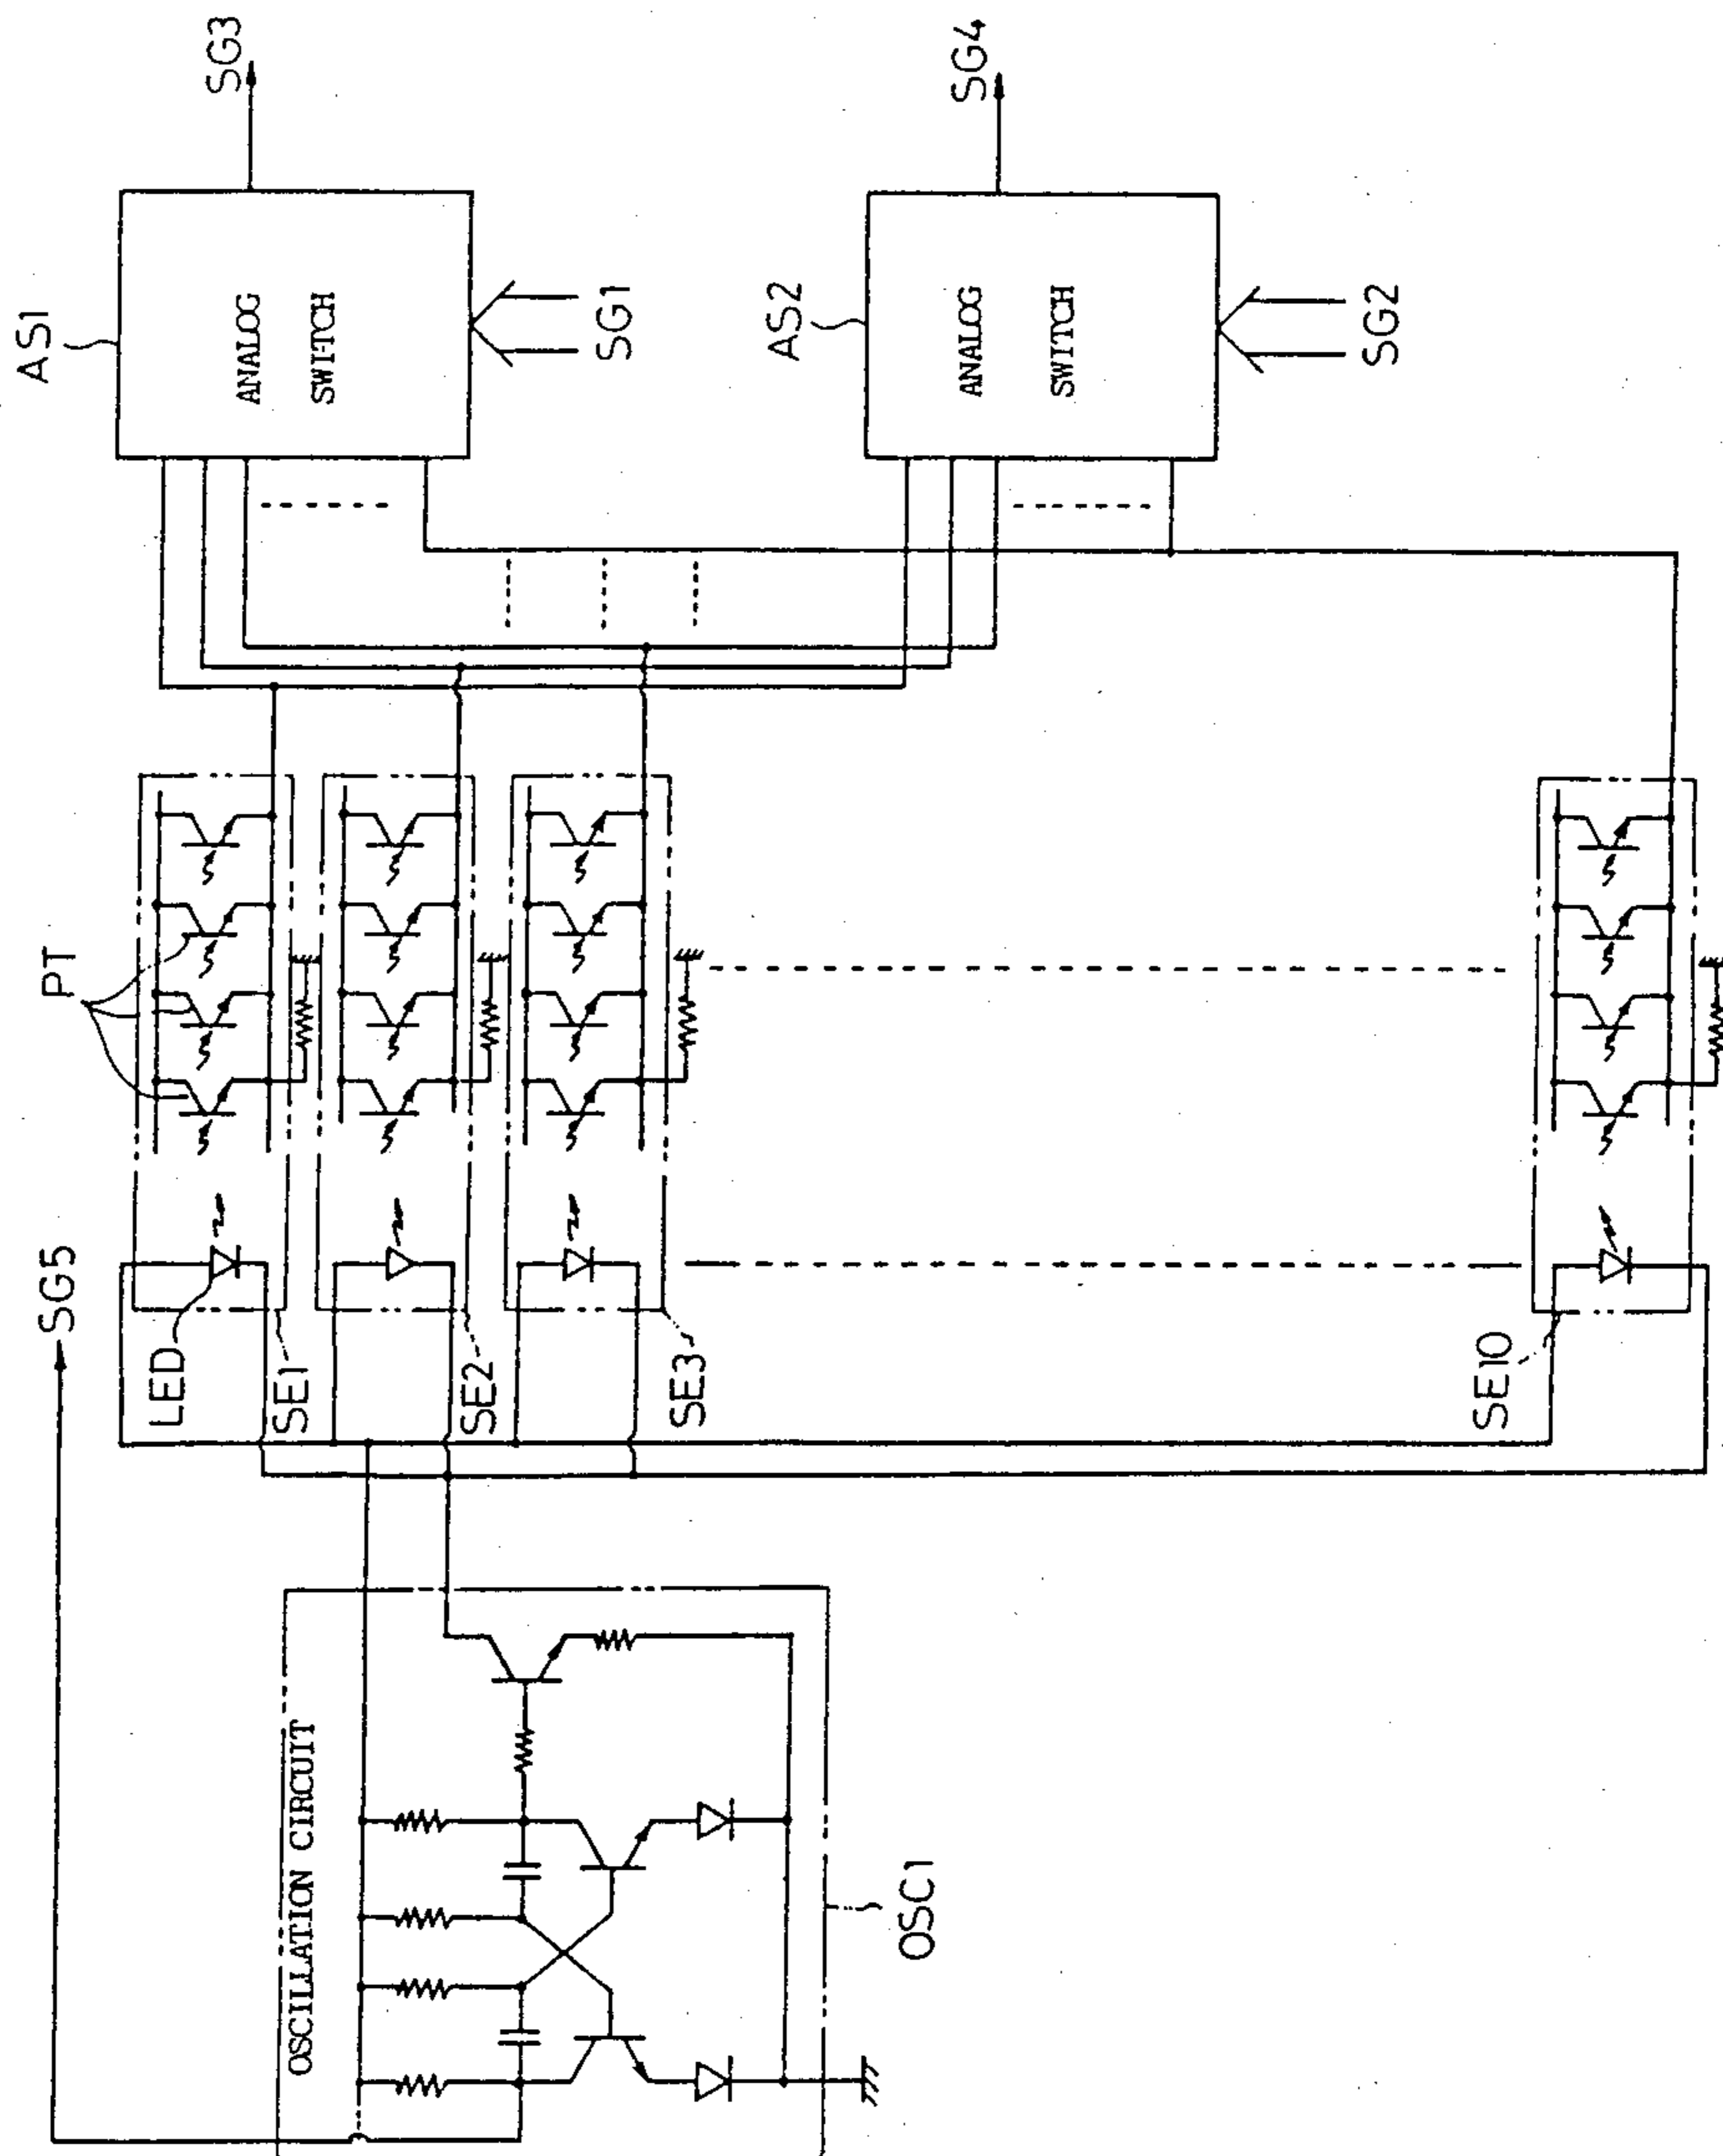 SG5
OSCILLATION CIRCUIT
OSC1
LED
SE1
SE2
SE3
SE10
PT
AS1
ANALOG
SWITCH
SG1
SG3
AS2
ANALOG
SWITCH
SG2
SG4